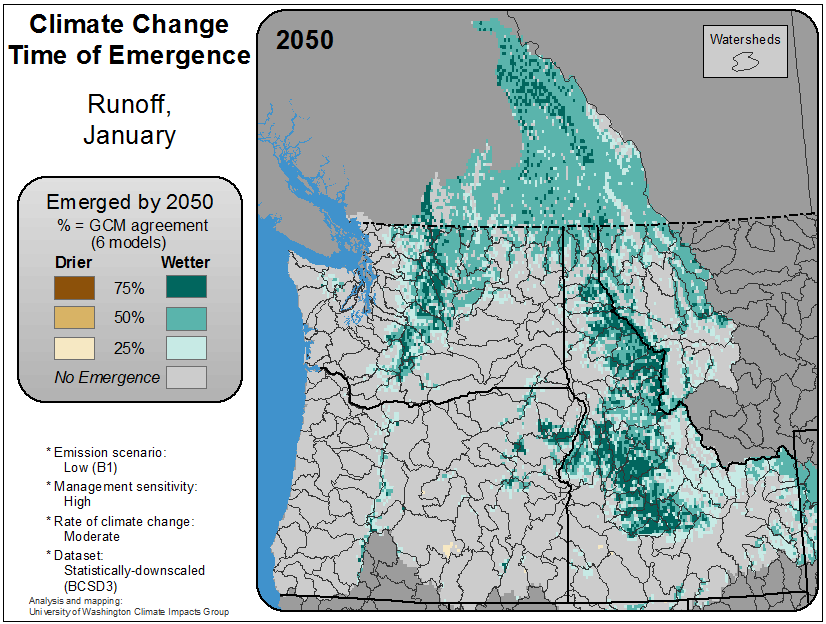 Climate Change
Time of Emergence
Runoff,
January
Emerged by 2050
% = GCM agreement
(6 models)
Drier Wetter
75%
50%
25%
No Emergence
* Emission scenario:
Low (B1)
* Management sensitivity:
High
* Rate of climate change:
Moderate
* Dataset:
Statistically-downscaled
(BCSD3)
Analysis and mapping:
University of Washington Climate Impacts Group
2050
Watersheds